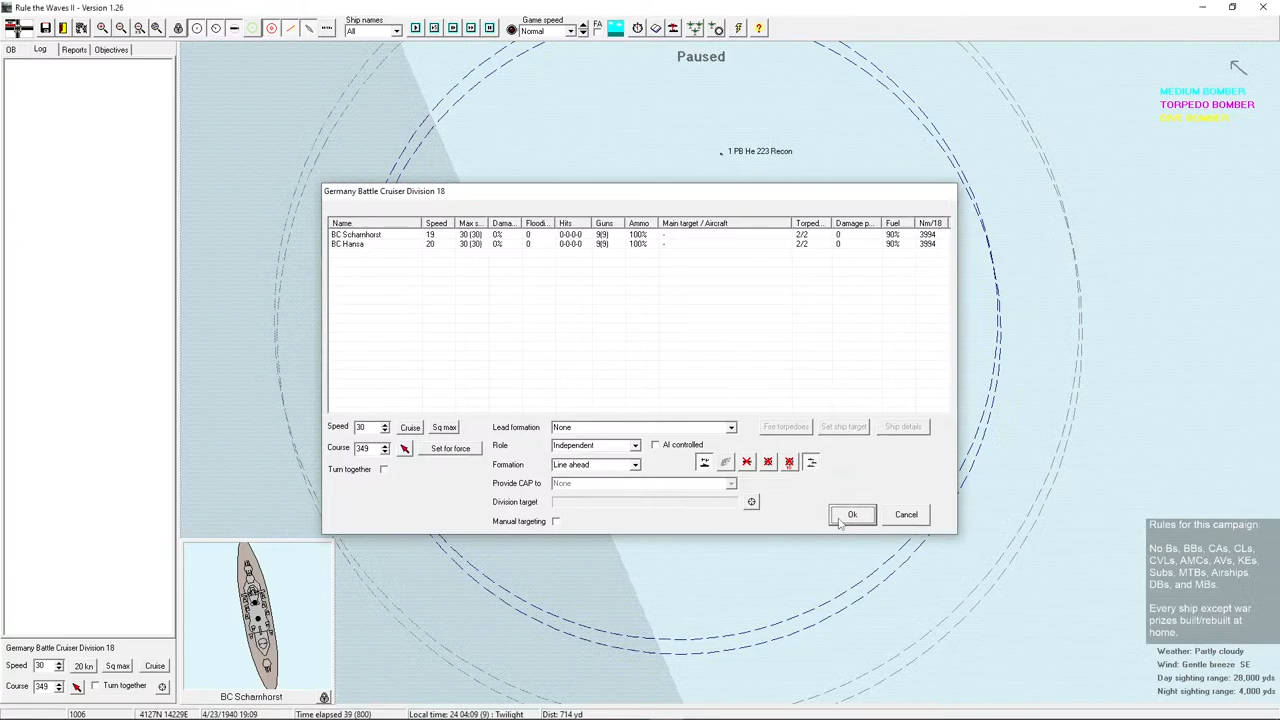 Rule the Waves II - Version 1.26
Ship names
All
Game speed
Normal
FA
OB
Log
Reports
Objectives
Paused
MEDIUM BOMBER
TORPEDO BOMBER
1 PB He 223 Recon
Germany Battle Cruiser Division 18
Name Speed Max s... Dama... Floodi... Hits Guns Ammo Main target / Aircraft Torped... Damage p... Fuel Nm/18
BC Scharnhorst 19 30 (30) 0% 0 0-0-0-0 9(9) 100% - 2/2 0 90% 3994
BC Hansa 20 30 (30) 0% 0 0-0-0-0 9(9) 100% - 2/2 0 90% 3994
Speed 30 Cruise Sq max
Course 349 Set for force
Turn together
Lead formation None
Role Independent AI controlled
Formation Line ahead
Provide CAP to None
Division target
Manual targeting
Fire torpedoes Set ship target Ship details
Ok Cancel
Rules for this campaign:
No Bs, BBs, CAs, CLs,
CVLs, AMCs, AVs, KEs,
Subs, MTBs, Airships,
DBs, and MBs.
Every ship except war
prizes built/rebuilt at
home.
Weather: Partly cloudy
Wind: Gentle breeze SE
Day sighting range: 28,000 yds
Night sighting range: 4,000 yds
Germany Battle Cruiser Division 18
Speed 30 20 kn Sq max Cruise
Course 349 Turn together
BC Scharnhorst
1006 4127N 14229E 4/23/1940 19:09 Time elapsed 39 (800) Local time: 24 04:09 (9) : Twilight Dist: 714 yd